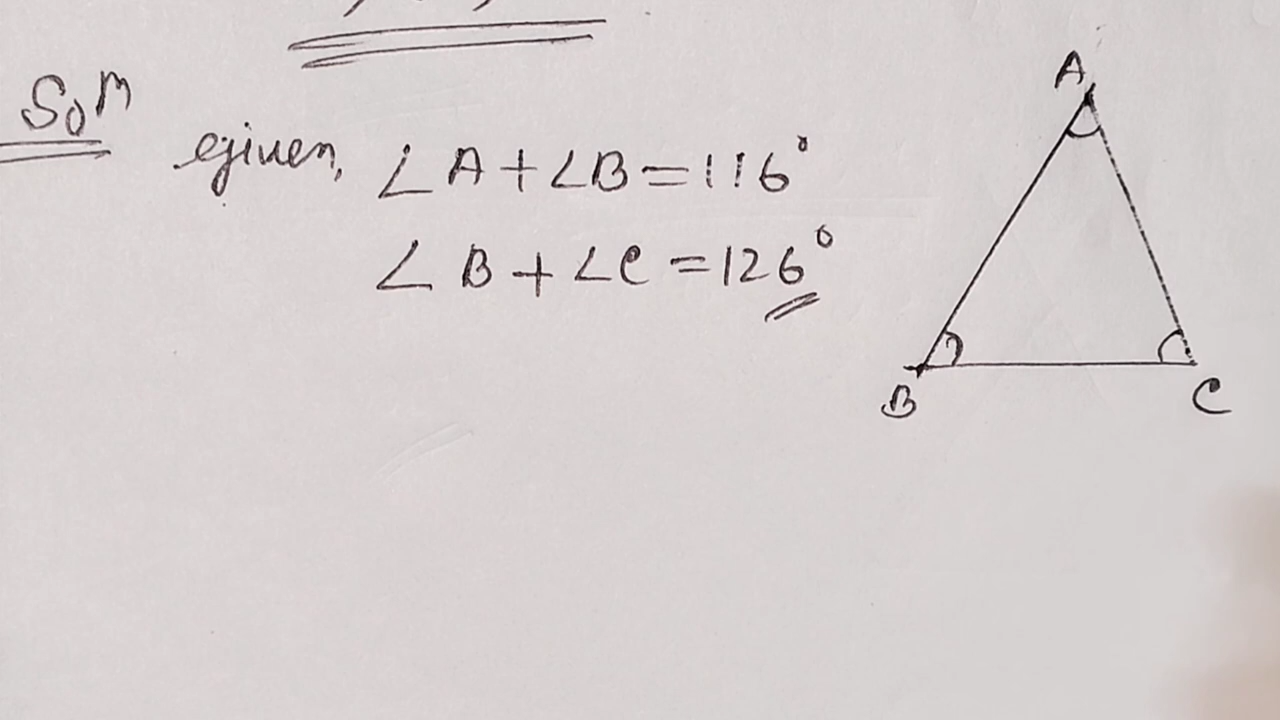 Solⁿ
given, ∠A+∠B=116°
∠B+∠C=126°
A
B
C